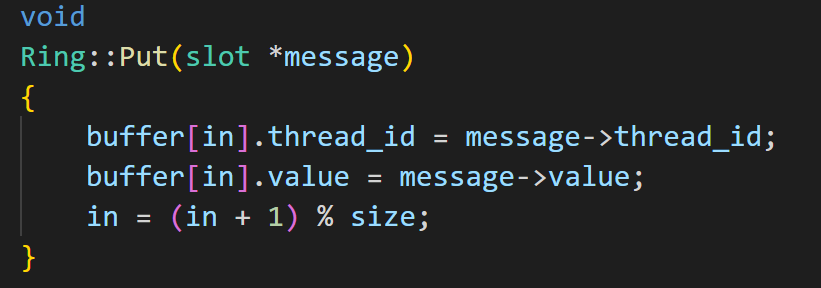 void
Ring::Put(slot *message)
{
    buffer[in].thread_id = message->thread_id;
    buffer[in].value = message->value;
    in = (in + 1) % size;
}